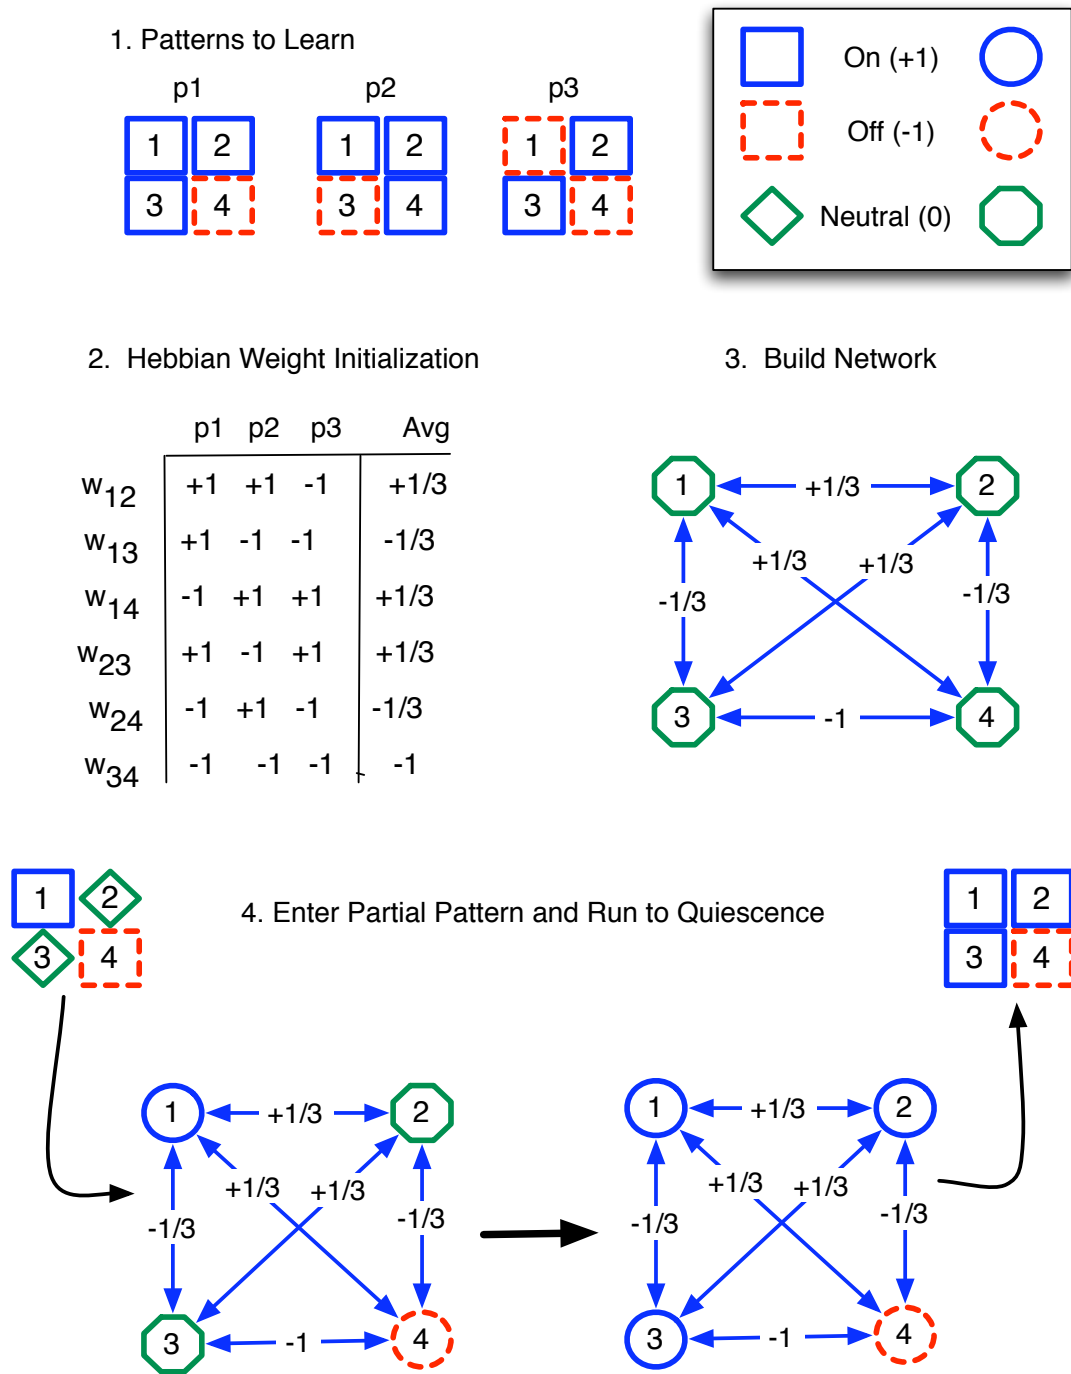 1. Patterns to Learn
p1 p2 p3
1 2 1 2 1 2
3 4 3 4 3 4
On (+1)
Off (-1)
Neutral (0)
2. Hebbian Weight Initialization
p1 p2 p3 Avg
w12 +1 +1 -1 +1/3
w13 +1 -1 -1 -1/3
w14 -1 +1 +1 +1/3
w23 +1 -1 +1 +1/3
w24 -1 +1 -1 -1/3
w34 -1 -1 -1 -1
3. Build Network
1 +1/3 2
+1/3 +1/3
-1/3 -1/3
3 -1 4
4. Enter Partial Pattern and Run to Quiescence
1 2
3 4
1 2
3 4
1 +1/3 2
+1/3 +1/3
-1/3 -1/3
3 -1 4
1 +1/3 2
+1/3 +1/3
-1/3 -1/3
3 -1 4